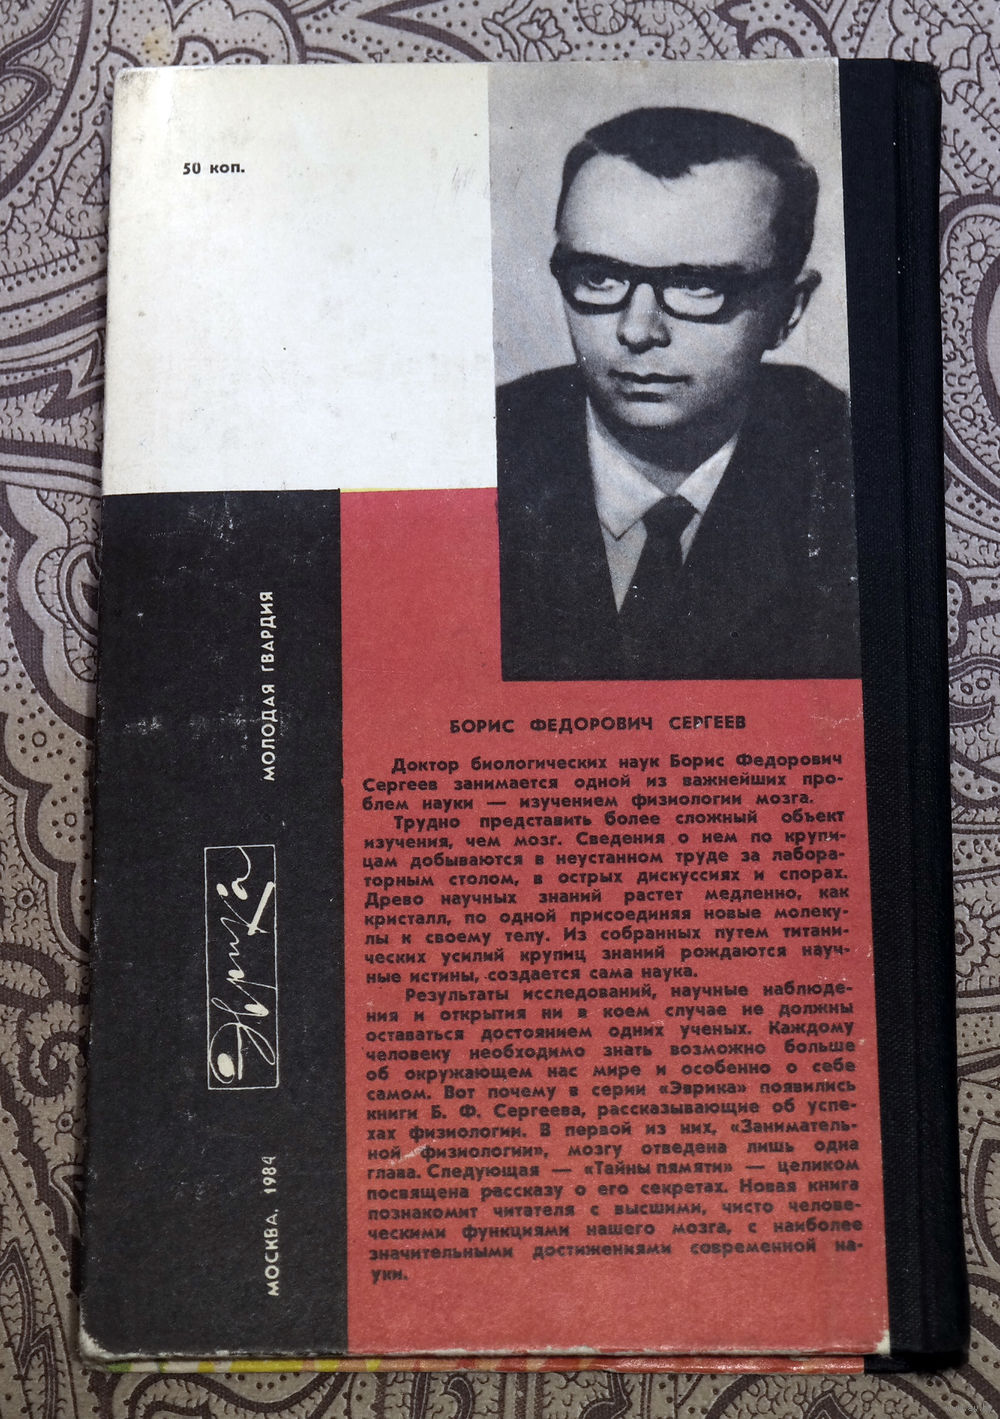 50 коп.
МОЛОДАЯ ГВАРДИЯ
Эврика
МОСКВА, 1984
БОРИС ФЕДОРОВИЧ СЕРГЕЕВ
Доктор биологических наук Борис Федорович
Сергеев занимается одной из важнейших про-
блем науки — изучением физиологии мозга.
Трудно представить более сложный объект
изучения, чем мозг. Сведения о нем по крупи-
цам добываются в неустанном труде за лабора-
торным столом, в острых дискуссиях и спорах.
Древо научных знаний растет медленно, как
кристалл, по одной присоединяя новые молеку-
лы к своему телу. Из собранных путем титани-
ческих усилий крупиц знаний рождаются науч-
ные истины, создается сама наука.
Результаты исследований, научные наблюде-
ния и открытия ни в коем случае не должны
оставаться достоянием одних ученых. Каждому
человеку необходимо знать возможно больше
об окружающем нас мире и особенно о себе
самом. Вот почему в серии «Эврика» появились
книги Б. Ф. Сергеева, рассказывающие об успе-
хах физиологии. В первой из них, «Заниматель-
ной физиологии», мозгу отведена лишь одна
глава. Следующая — «Тайны памяти» — целиком
посвящена рассказу о его секретах. Новая книга
познакомит читателя с высшими, чисто челове-
ческими функциями нашего мозга, с наиболее
значительными достижениями современной на-
уки.